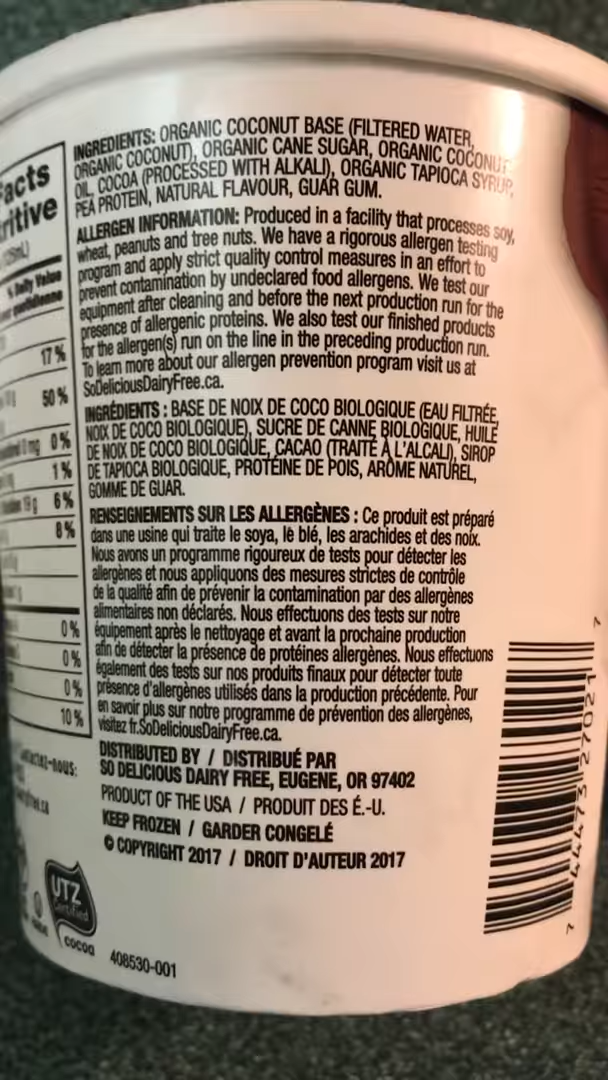 acts
ritive
% Daily Value
quotidienne
17 %
50 %
0 %
1 %
6 %
8 %
0 %
0 %
0 %
10 %
INGREDIENTS: ORGANIC COCONUT BASE (FILTERED WATER,
ORGANIC COCONUT), ORGANIC CANE SUGAR, ORGANIC COCONUT
OIL, COCOA (PROCESSED WITH ALKALI), ORGANIC TAPIOCA SYRUP,
PEA PROTEIN, NATURAL FLAVOUR, GUAR GUM.
ALLERGEN INFORMATION: Produced in a facility that processes soy,
wheat, peanuts and tree nuts. We have a rigorous allergen testing
program and apply strict quality control measures in an effort to
prevent contamination by undeclared food allergens. We test our
equipment after cleaning and before the next production run for the
presence of allergenic proteins. We also test our finished products
for the allergen(s) run on the line in the preceding production run.
To learn more about our allergen prevention program visit us at
SoDeliciousDairyFree.ca.
INGRÉDIENTS : BASE DE NOIX DE COCO BIOLOGIQUE (EAU FILTRÉE,
NOIX DE COCO BIOLOGIQUE), SUCRE DE CANNE BIOLOGIQUE, HUILE
DE NOIX DE COCO BIOLOGIQUE, CACAO (TRAITÉ À L'ALCALI), SIROP
DE TAPIOCA BIOLOGIQUE, PROTÉINE DE POIS, ARÔME NATUREL,
GOMME DE GUAR.
RENSEIGNEMENTS SUR LES ALLERGÈNES : Ce produit est préparé
dans une usine qui traite le soya, le blé, les arachides et des noix.
Nous avons un programme rigoureux de tests pour détecter les
allergènes et nous appliquons des mesures strictes de contrôle
de la qualité afin de prévenir la contamination par des allergènes
alimentaires non déclarés. Nous effectuons des tests sur notre
équipement après le nettoyage et avant la prochaine production
afin de détecter la présence de protéines allergènes. Nous effectuons
également des tests sur nos produits finaux pour détecter toute
présence d'allergènes utilisés dans la production précédente. Pour
en savoir plus sur notre programme de prévention des allergènes,
visitez fr.SoDeliciousDairyFree.ca.
DISTRIBUTED BY / DISTRIBUÉ PAR
SO DELICIOUS DAIRY FREE, EUGENE, OR 97402
PRODUCT OF THE USA / PRODUIT DES É.-U.
KEEP FROZEN / GARDER CONGELÉ
© COPYRIGHT 2017 / DROIT D'AUTEUR 2017
UTZ
Certified
cocoa
408530-001
7 44473 27021 7